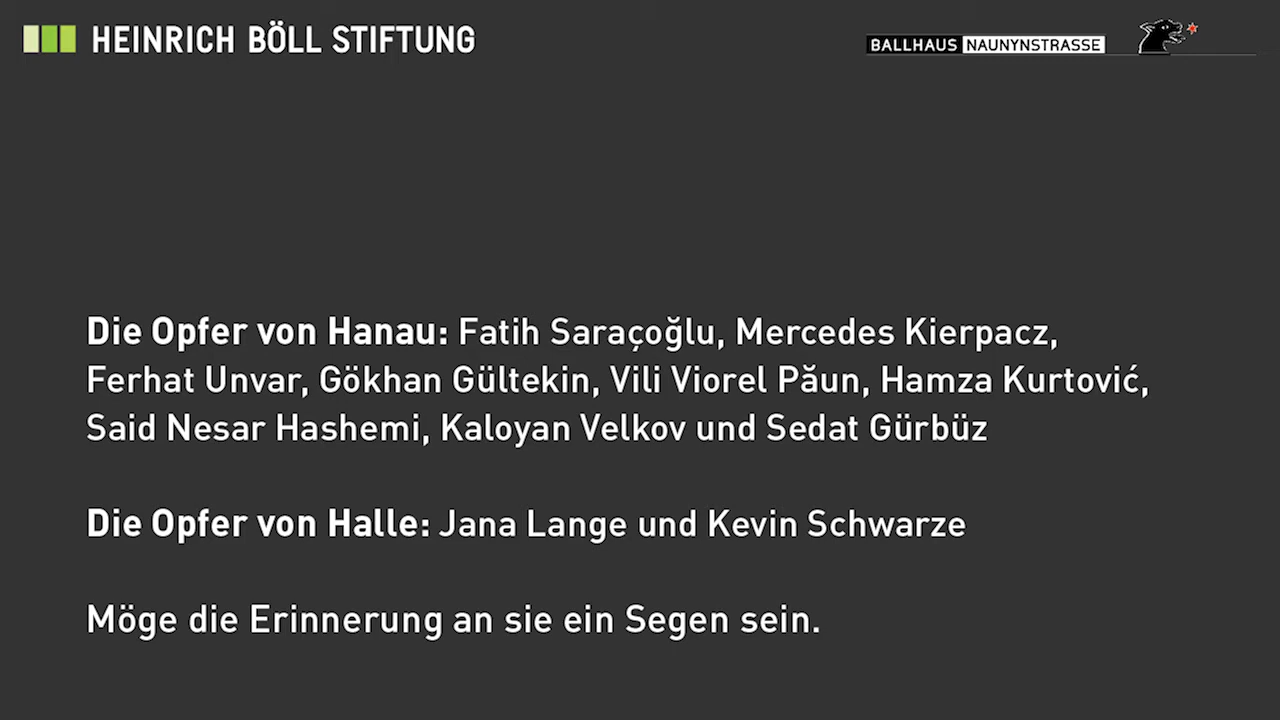 HEINRICH BÖLL STIFTUNG
BALLHAUS NAUNYNSTRASSE
Die Opfer von Hanau: Fatih Saraçoğlu, Mercedes Kierpacz,
Ferhat Unvar, Gökhan Gültekin, Vili Viorel Păun, Hamza Kurtović,
Said Nesar Hashemi, Kaloyan Velkov und Sedat Gürbüz
Die Opfer von Halle: Jana Lange und Kevin Schwarze
Möge die Erinnerung an sie ein Segen sein.